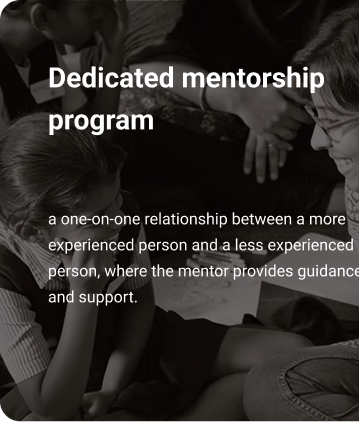 Dedicated mentorship
program
a one-on-one relationship between a more
experienced person and a less experienced
person, where the mentor provides guidance
and support.